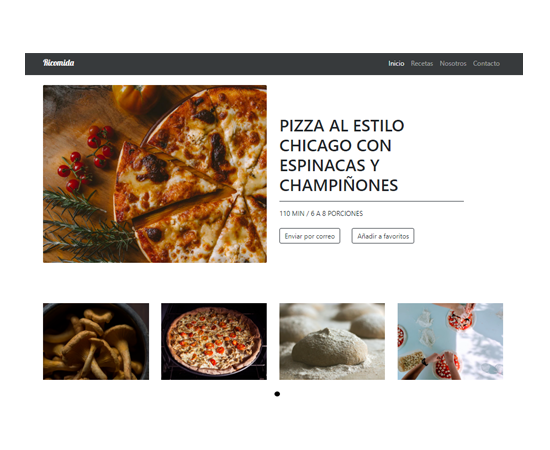 Ricomida
Inicio Recetas Nosotros Contacto
PIZZA AL ESTILO
CHICAGO CON
ESPINACAS Y
CHAMPIÑONES
110 MIN / 6 A 8 PORCIONES
Enviar por correo Añadir a favoritos